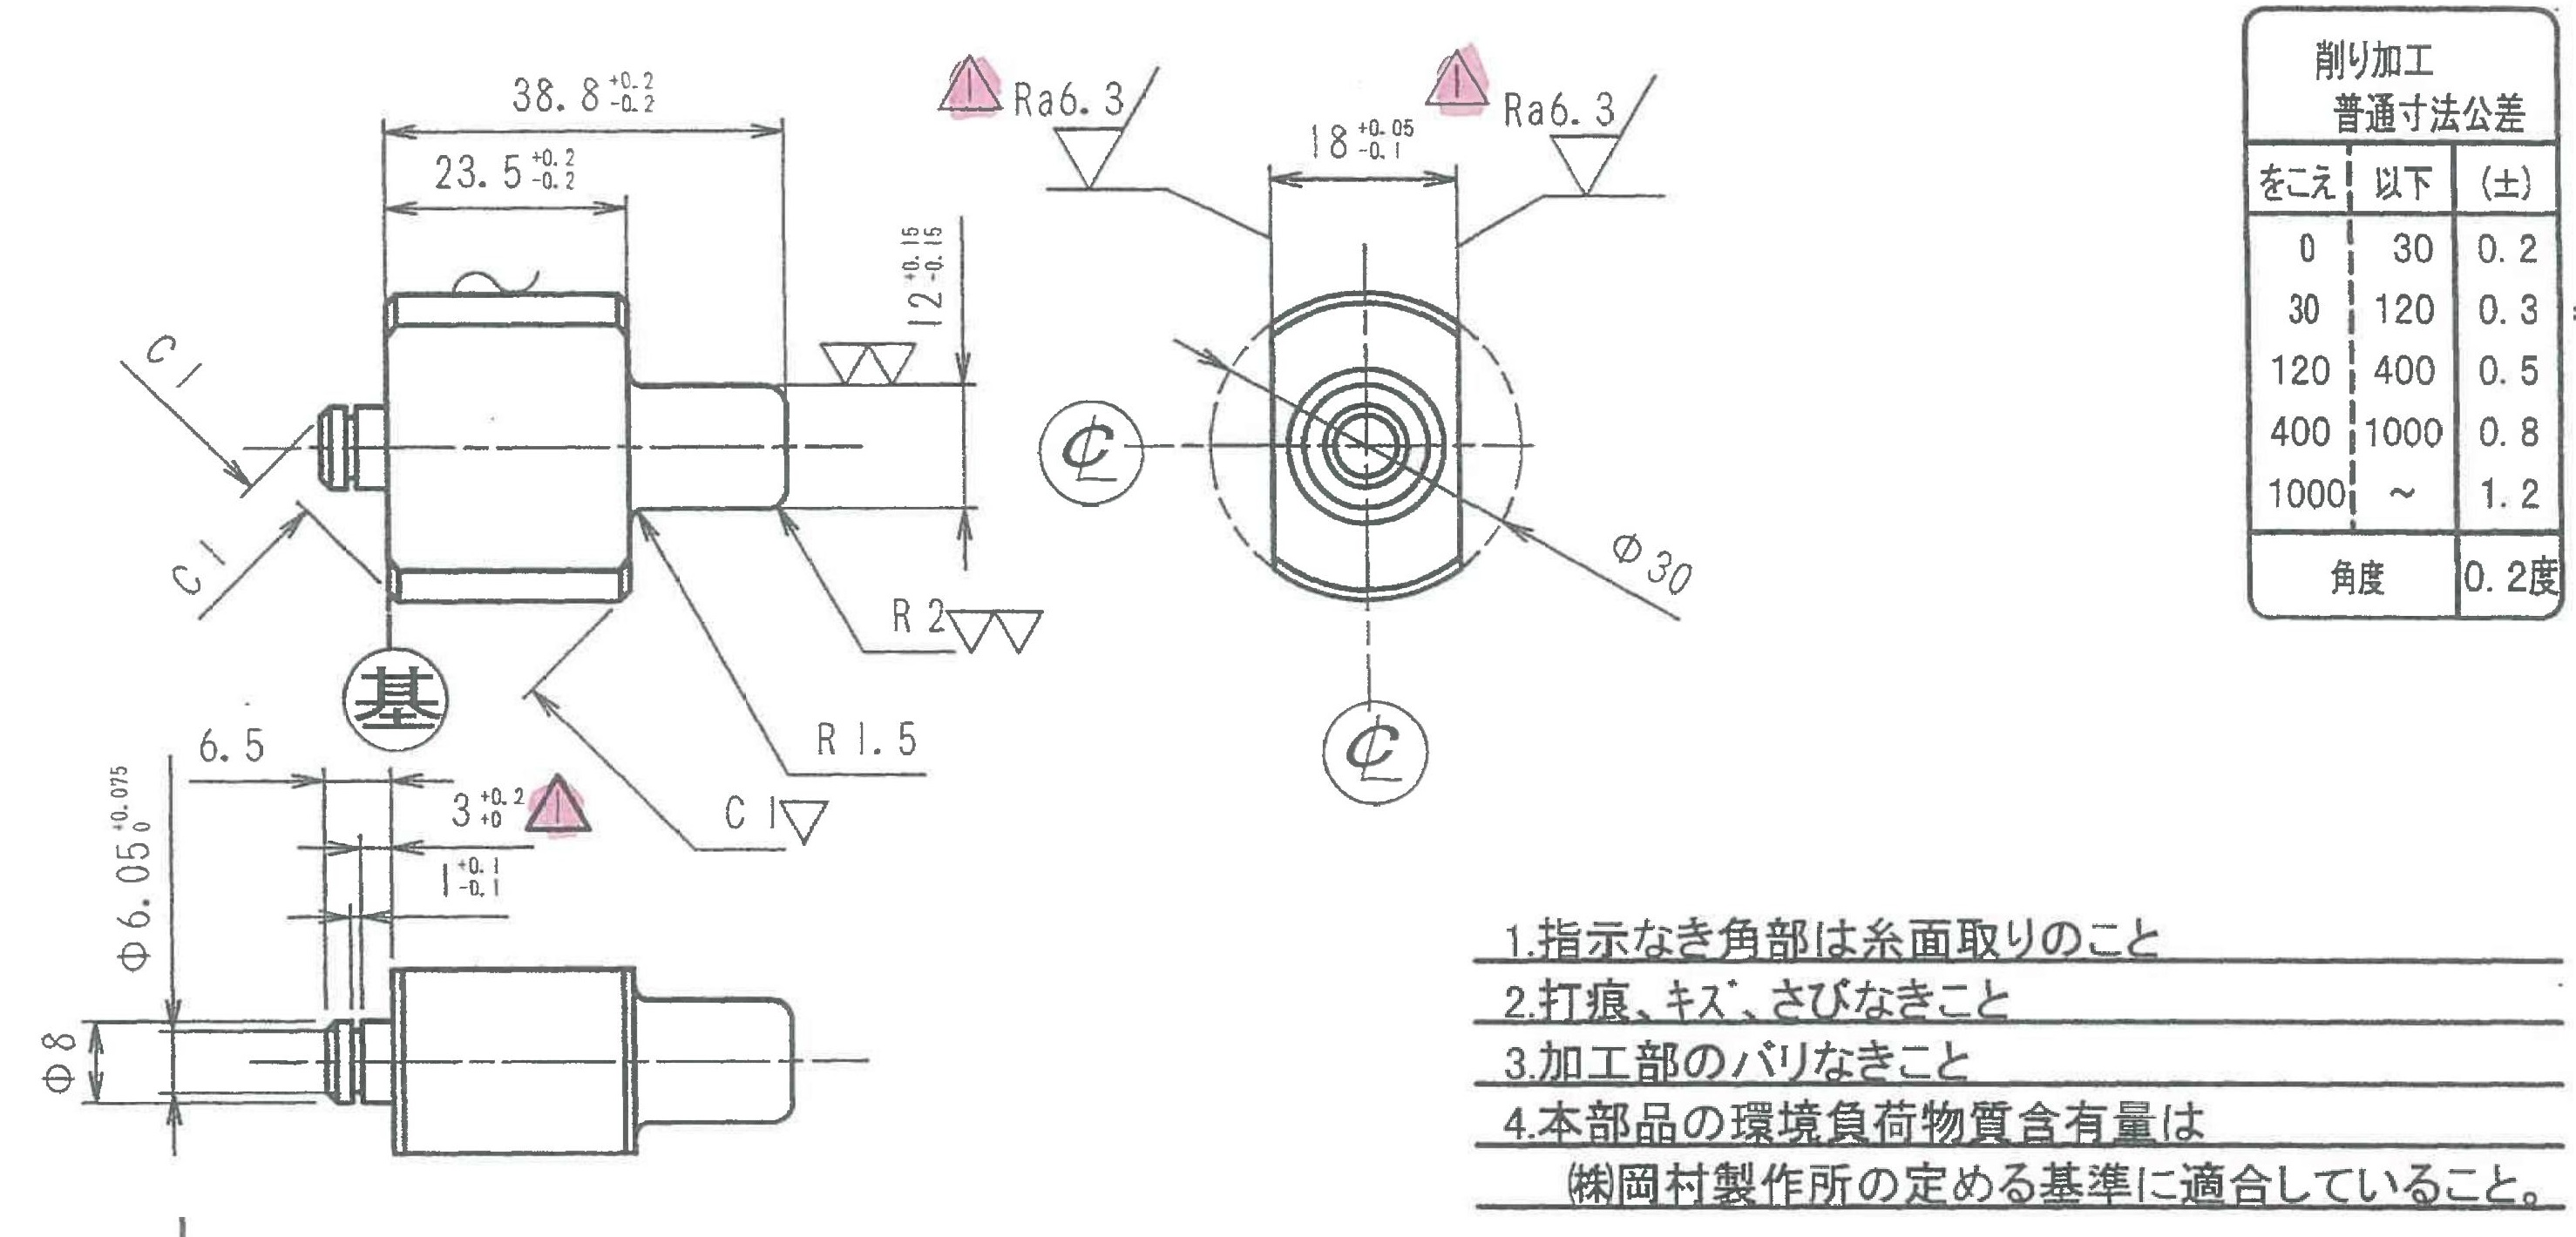 38.8 +0.2 -0.2
23.5 +0.2 -0.2
12 +0.15 -0.15
C1
C1
R2
R1.5
C1
基
1 Ra6.3
1 Ra6.3
18 +0.05 -0.1
℄
℄
Φ30
6.5
3 +0.2 +0 1
1 +0.1 -0.1
Φ6.05 +0.075 0
Φ8
削り加工
普通寸法公差
をこえ 以下 (±)
0 30 0.2
30 120 0.3
120 400 0.5
400 1000 0.8
1000 ~ 1.2
角度 0.2度
1.指示なき角部は糸面取りのこと
2.打痕、キズ、さびなきこと
3.加工部のバリなきこと
4.本部品の環境負荷物質含有量は
㈱岡村製作所の定める基準に適合していること。